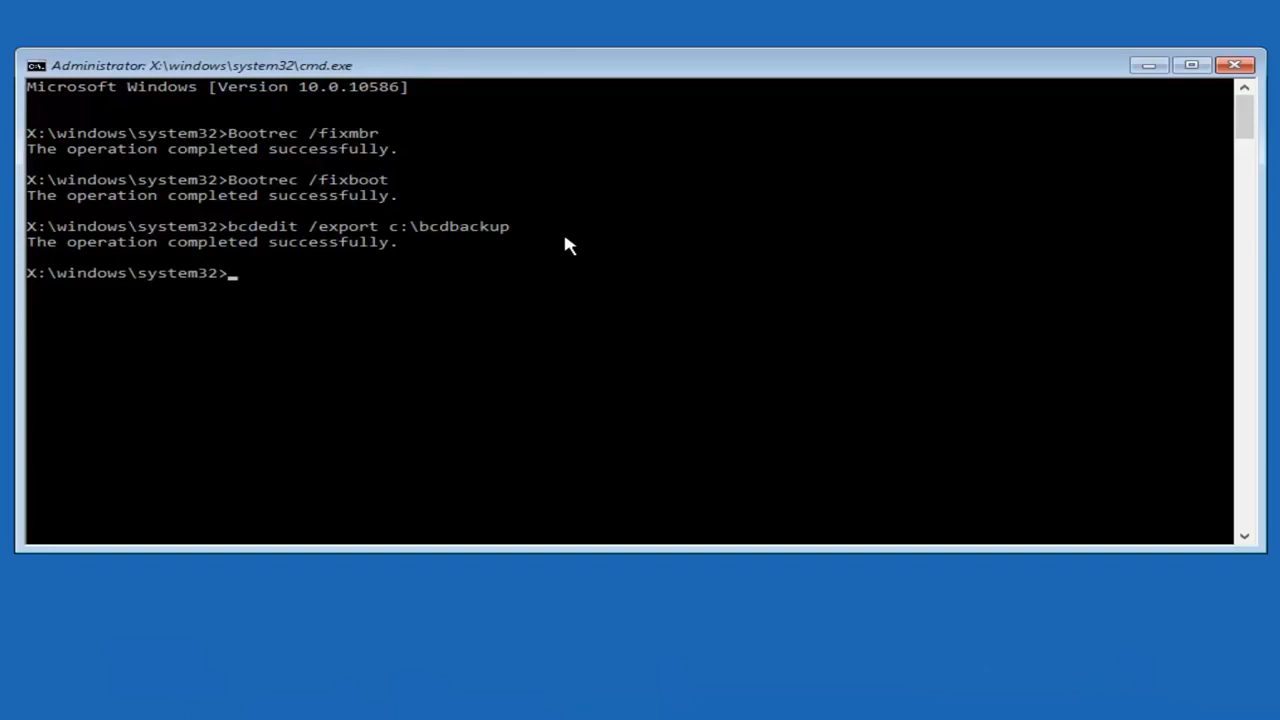 Administrator: X:\windows\system32\cmd.exe
Microsoft Windows [Version 10.0.10586]
X:\windows\system32>Bootrec /fixmbr
The operation completed successfully.
X:\windows\system32>Bootrec /fixboot
The operation completed successfully.
X:\windows\system32>bcdedit /export c:\bcdbackup
The operation completed successfully.
X:\windows\system32>_